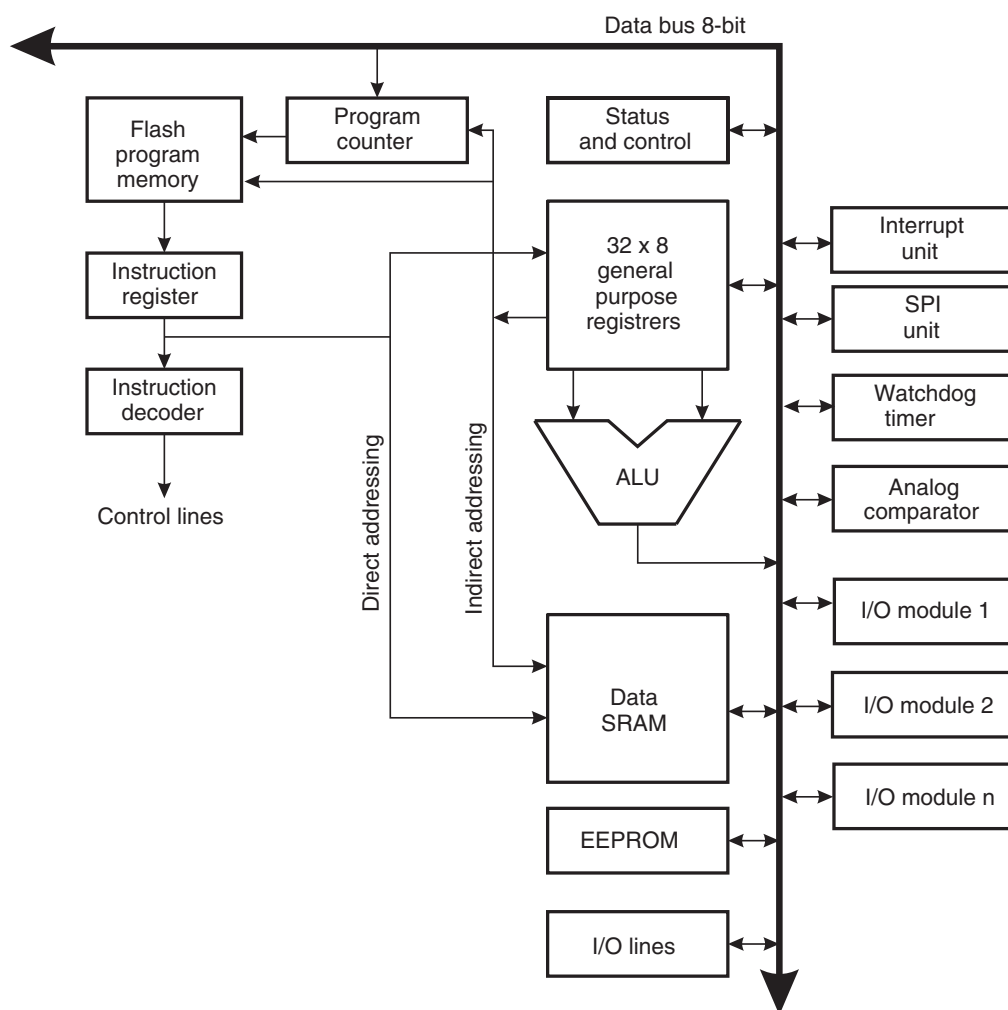 Data bus 8-bit
Flash
program
memory
Program
counter
Status
and control
Instruction
register
32 x 8
general
purpose
registrers
Interrupt
unit
SPI
unit
Instruction
decoder
Watchdog
timer
Control lines
Direct addressing
Indirect addressing
ALU
Analog
comparator
I/O module 1
Data
SRAM
I/O module 2
I/O module n
EEPROM
I/O lines